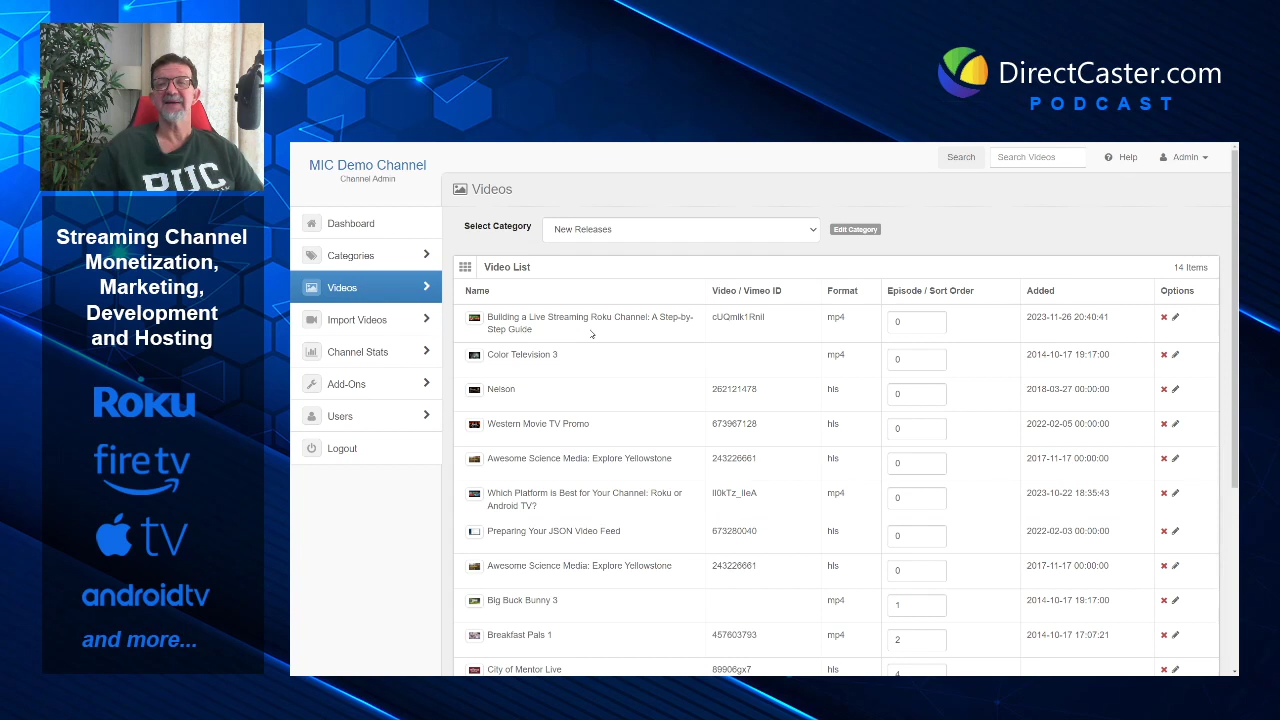 DirectCaster.com
PODCAST
RUC
Streaming Channel
Monetization,
Marketing,
Development
and Hosting
Roku
fire tv
tv
androidtv
and more...
MIC Demo Channel
Channel Admin
Search
Search Videos
Help
Admin
Dashboard
Categories
Videos
Import Videos
Channel Stats
Add-Ons
Users
Logout
Videos
Select Category
New Releases
Edit Category
Video List
14 Items
Name
Video / Vimeo ID
Format
Episode / Sort Order
Added
Options
Building a Live Streaming Roku Channel: A Step-by-
Step Guide
cUQmIk1RniI
mp4
0
2023-11-26 20:40:41
Color Television 3
mp4
0
2014-10-17 19:17:00
Nelson
262121478
hls
0
2018-03-27 00:00:00
Western Movie TV Promo
673967128
hls
0
2022-02-05 00:00:00
Awesome Science Media: Explore Yellowstone
243226661
hls
0
2017-11-17 00:00:00
Which Platform is Best for Your Channel: Roku or
Android TV?
Il0kTz_IleA
mp4
0
2023-10-22 18:35:43
Preparing Your JSON Video Feed
673280040
hls
0
2022-02-03 00:00:00
Awesome Science Media: Explore Yellowstone
243226661
hls
0
2017-11-17 00:00:00
Big Buck Bunny 3
mp4
1
2014-10-17 19:17:00
Breakfast Pals 1
457603793
mp4
2
2014-10-17 17:07:21
City of Mentor Live
89906gx7
hls
4